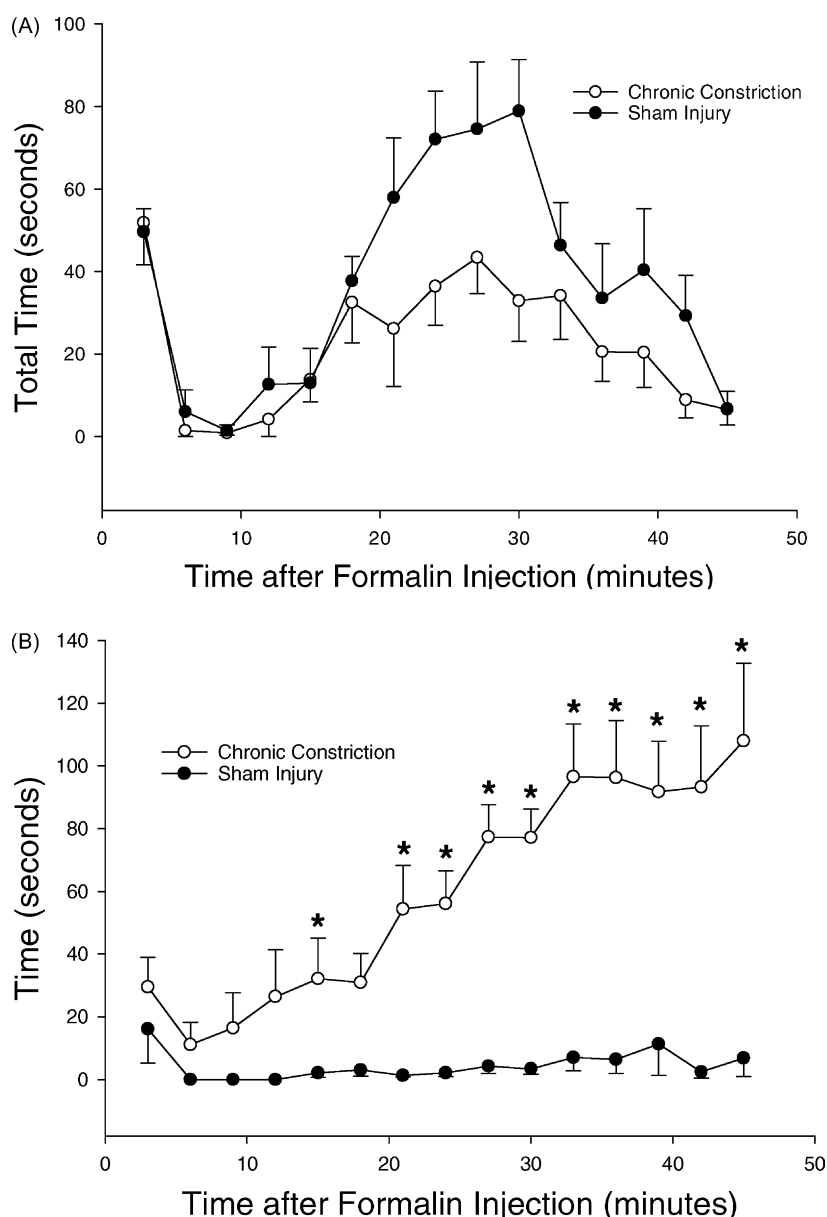 (A)
100
80
60
40
20
0
Total Time (seconds)
Chronic Constriction
Sham Injury
0 10 20 30 40 50
Time after Formalin Injection (minutes)
(B)
140
120
100
80
60
40
20
0
Time (seconds)
Chronic Constriction
Sham Injury
* * * * * * * * * *
0 10 20 30 40 50
Time after Formalin Injection (minutes)